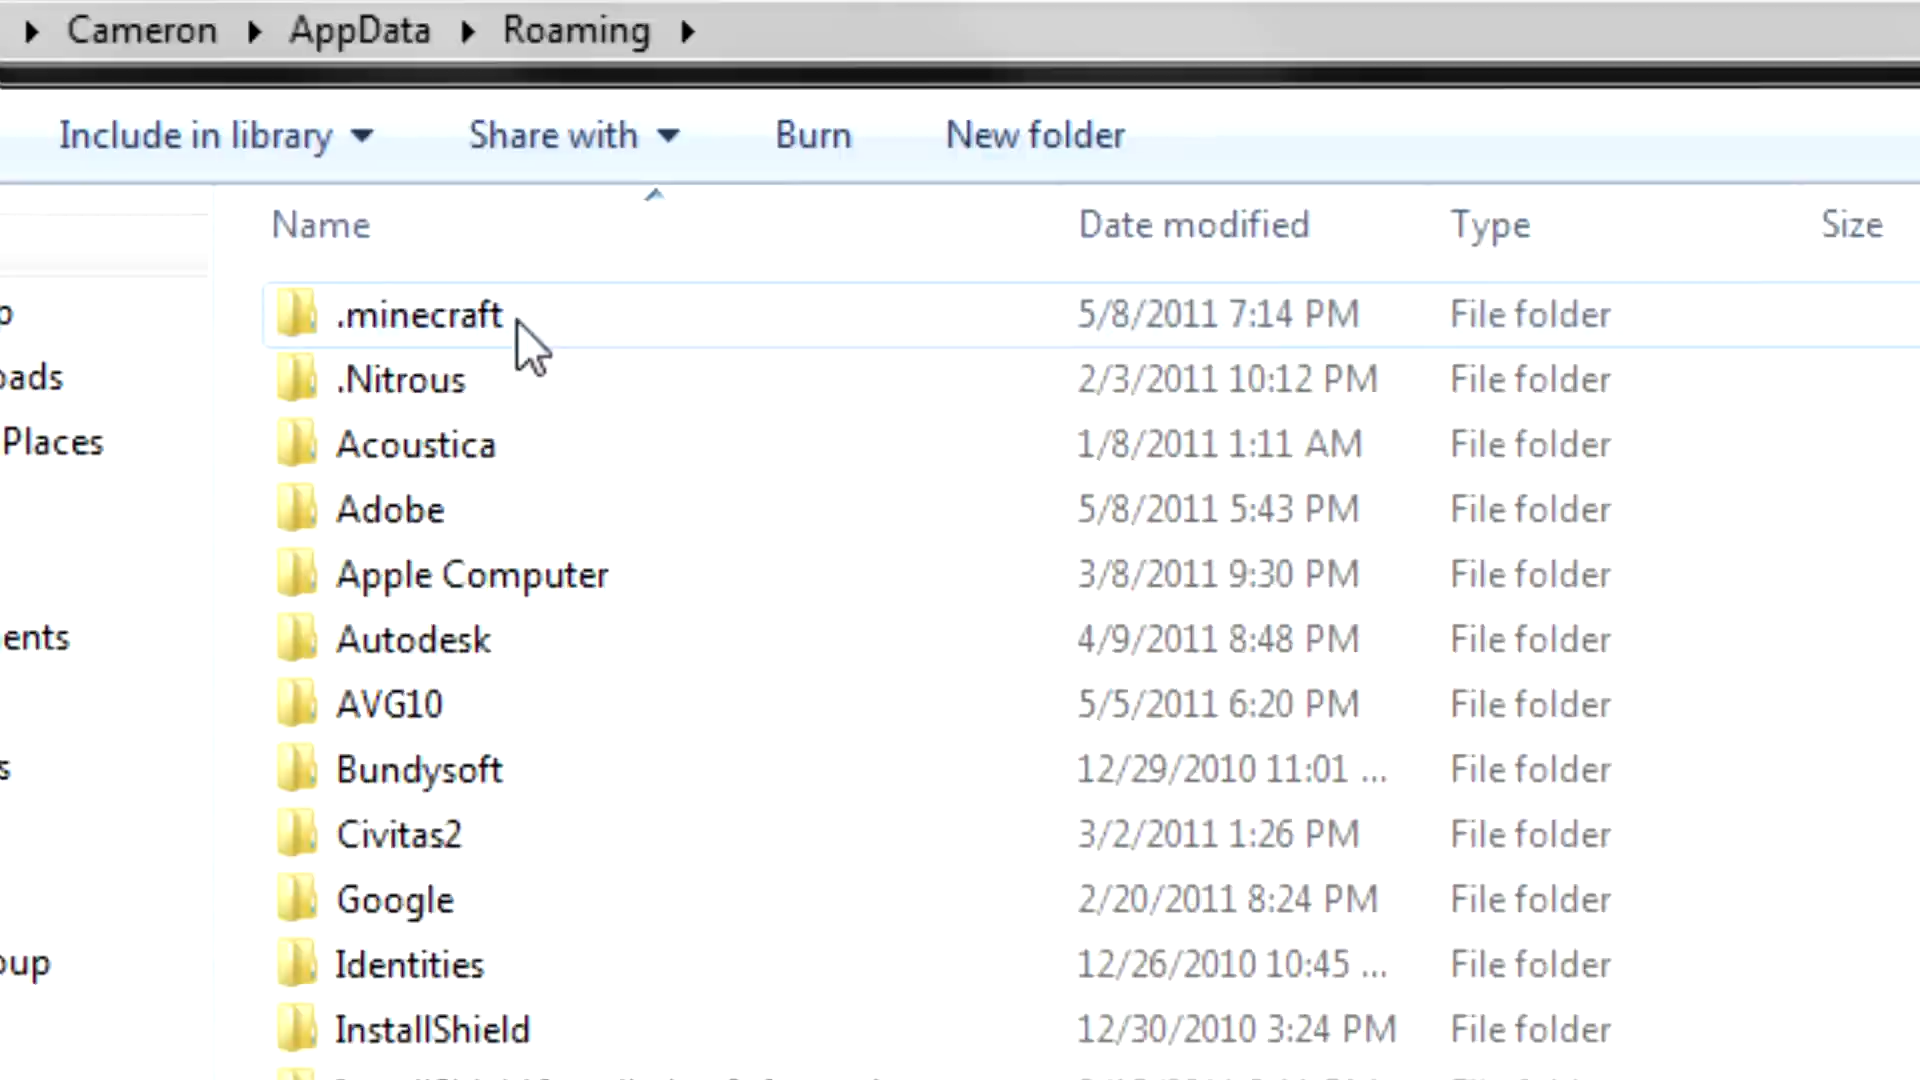 Cameron AppData Roaming
Include in library Share with Burn New folder
Name Date modified Type Size
.minecraft 5/8/2011 7:14 PM File folder
.Nitrous 2/3/2011 10:12 PM File folder
oads
Acoustica 1/8/2011 1:11 AM File folder
Places
Adobe 5/8/2011 5:43 PM File folder
Apple Computer 3/8/2011 9:30 PM File folder
Autodesk 4/9/2011 8:48 PM File folder
ents
AVG10 5/5/2011 6:20 PM File folder
Bundysoft 12/29/2010 11:01 ... File folder
s
Civitas2 3/2/2011 1:26 PM File folder
Google 2/20/2011 8:24 PM File folder
Identities 12/26/2010 10:45 ... File folder
oup
InstallShield 12/30/2010 3:24 PM File folder